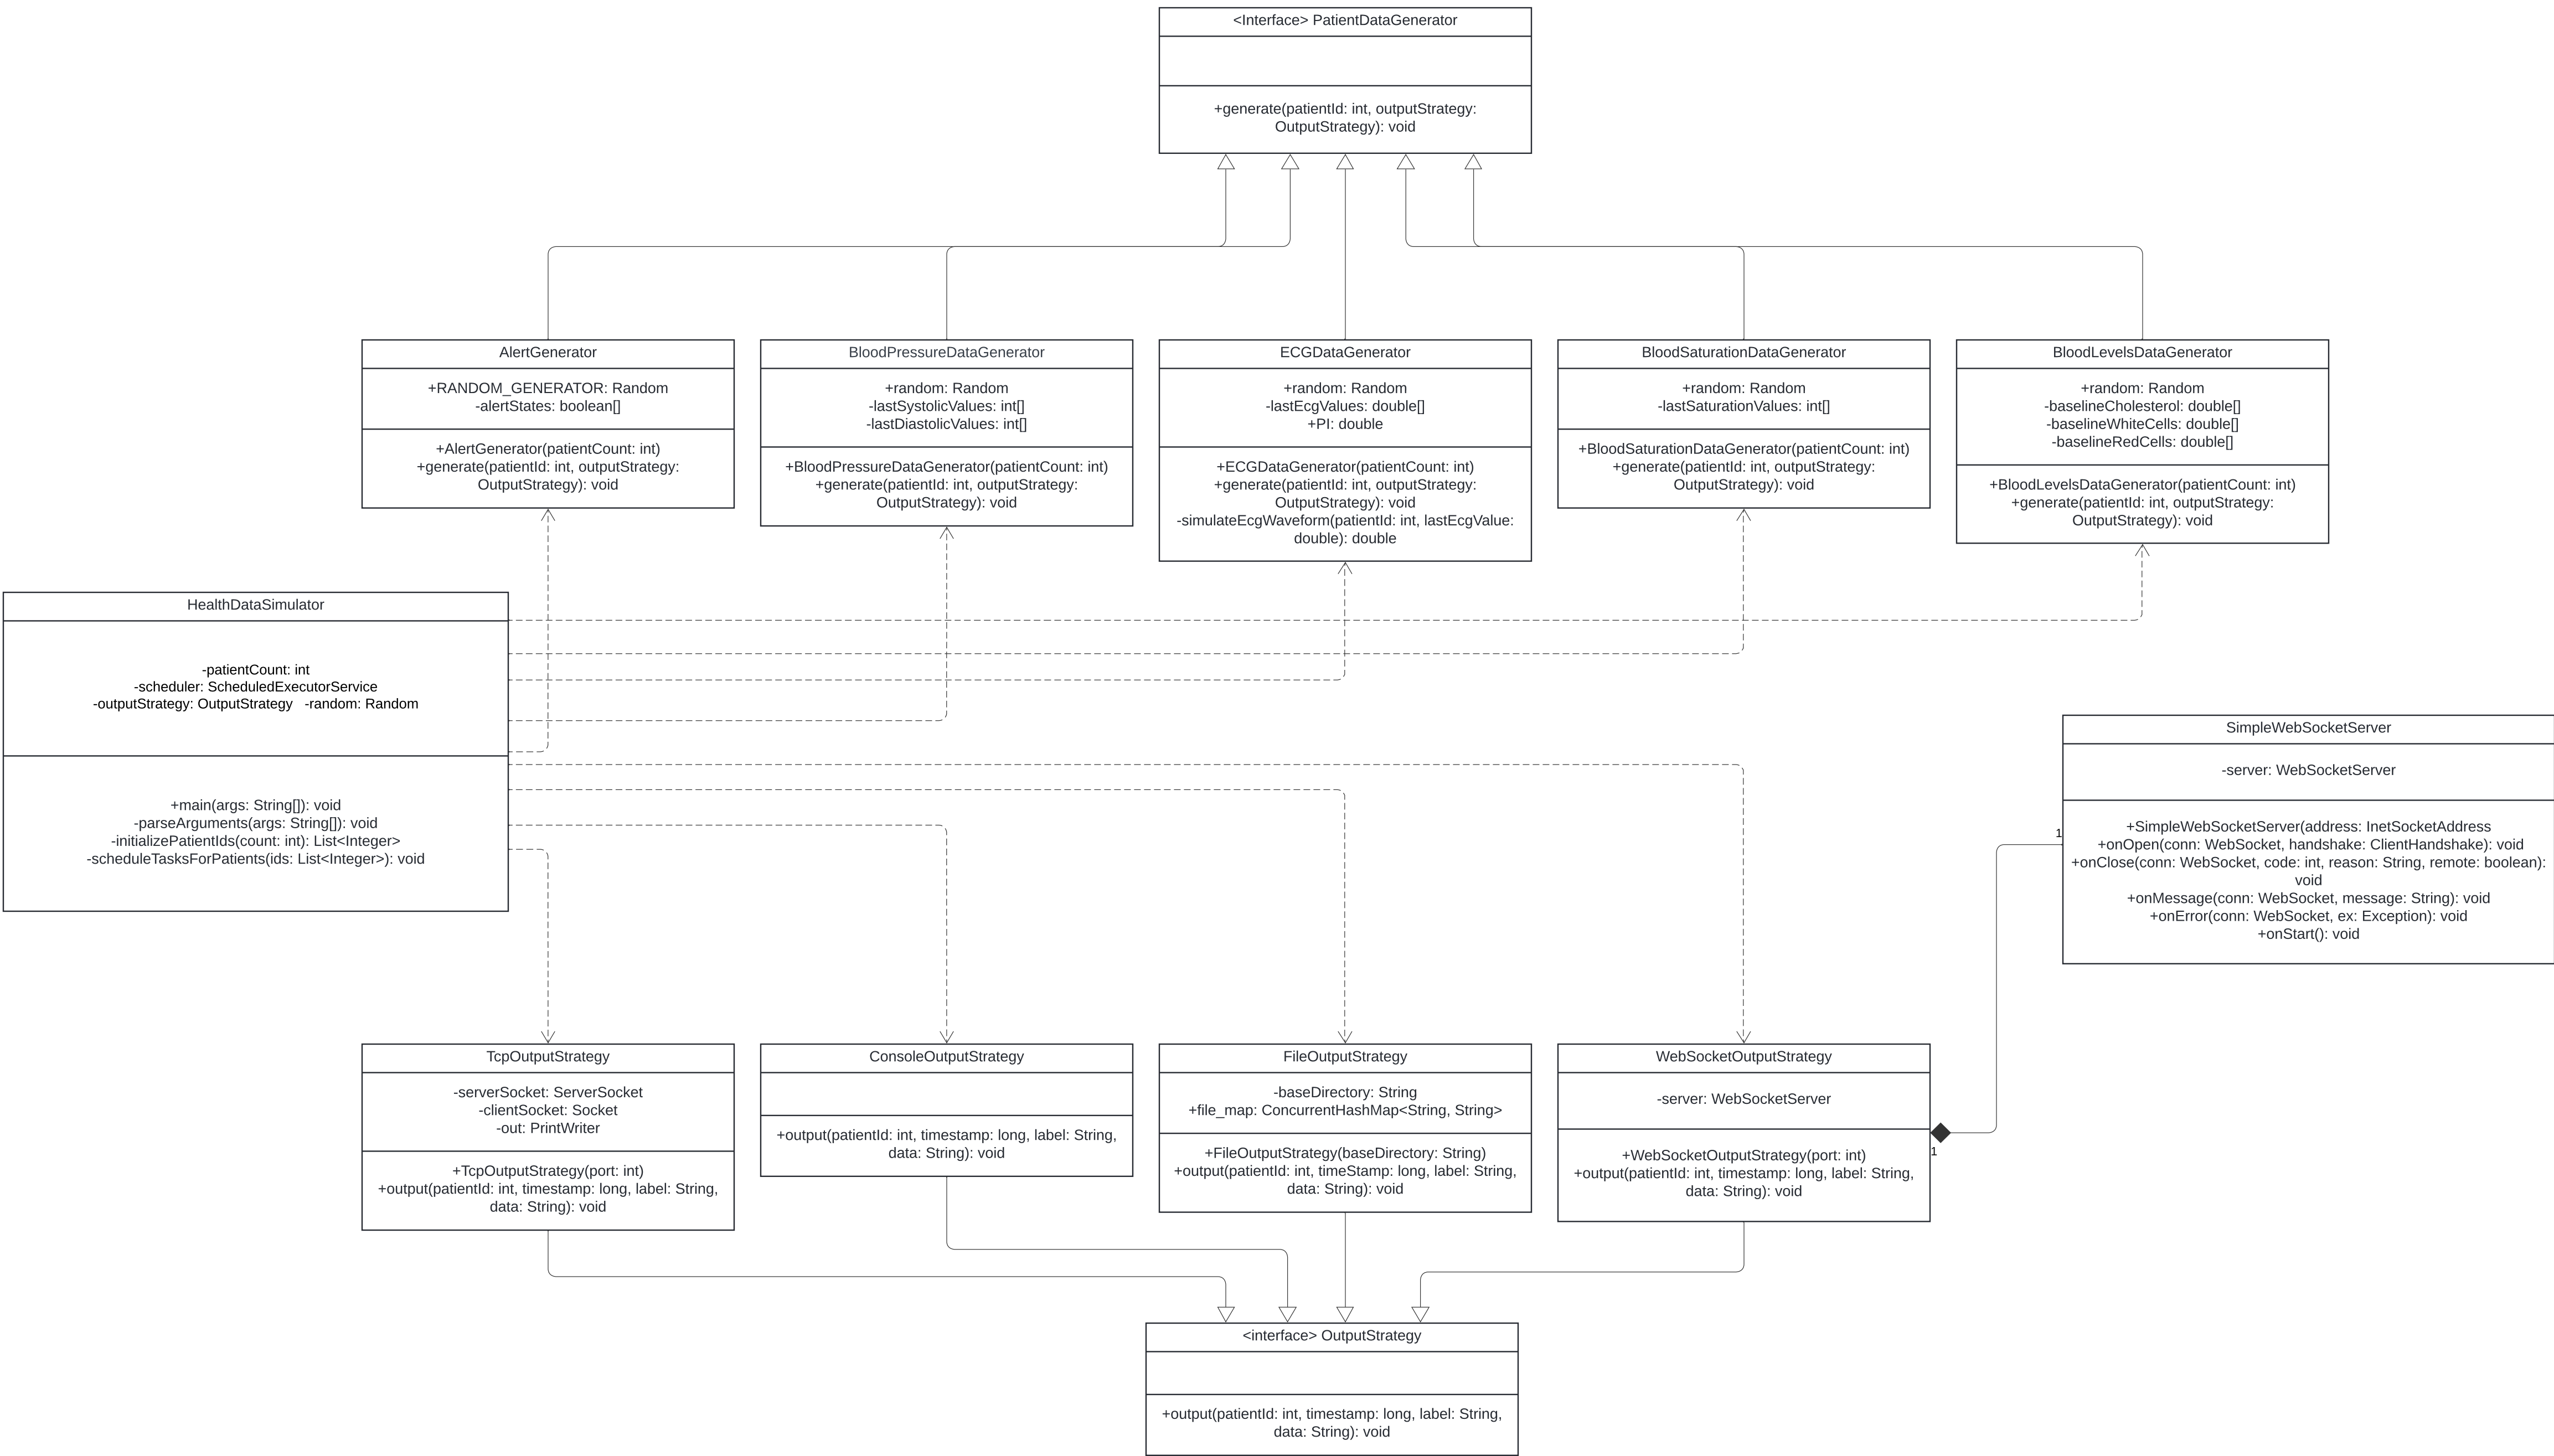 <Interface> PatientDataGenerator
+generate(patientId: int, outputStrategy:
OutputStrategy): void
AlertGenerator
+RANDOM_GENERATOR: Random
-alertStates: boolean[]
+AlertGenerator(patientCount: int)
+generate(patientId: int, outputStrategy:
OutputStrategy): void
BloodPressureDataGenerator
+random: Random
-lastSystolicValues: int[]
-lastDiastolicValues: int[]
+BloodPressureDataGenerator(patientCount: int)
+generate(patientId: int, outputStrategy:
OutputStrategy): void
ECGDataGenerator
+random: Random
-lastEcgValues: double[]
+PI: double
+ECGDataGenerator(patientCount: int)
+generate(patientId: int, outputStrategy:
OutputStrategy): void
-simulateEcgWaveform(patientId: int, lastEcgValue:
double): double
BloodSaturationDataGenerator
+random: Random
-lastSaturationValues: int[]
+BloodSaturationDataGenerator(patientCount: int)
+generate(patientId: int, outputStrategy:
OutputStrategy): void
BloodLevelsDataGenerator
+random: Random
-baselineCholesterol: double[]
-baselineWhiteCells: double[]
-baselineRedCells: double[]
+BloodLevelsDataGenerator(patientCount: int)
+generate(patientId: int, outputStrategy:
OutputStrategy): void
HealthDataSimulator
-patientCount: int
-scheduler: ScheduledExecutorService
-outputStrategy: OutputStrategy   -random: Random
+main(args: String[]): void
-parseArguments(args: String[]): void
-initializePatientIds(count: int): List<Integer>
-scheduleTasksForPatients(ids: List<Integer>): void
SimpleWebSocketServer
-server: WebSocketServer
+SimpleWebSocketServer(address: InetSocketAddress
+onOpen(conn: WebSocket, handshake: ClientHandshake): void
+onClose(conn: WebSocket, code: int, reason: String, remote: boolean):
void
+onMessage(conn: WebSocket, message: String): void
+onError(conn: WebSocket, ex: Exception): void
+onStart(): void
1
TcpOutputStrategy
-serverSocket: ServerSocket
-clientSocket: Socket
-out: PrintWriter
+TcpOutputStrategy(port: int)
+output(patientId: int, timestamp: long, label: String,
data: String): void
ConsoleOutputStrategy
+output(patientId: int, timestamp: long, label: String,
data: String): void
FileOutputStrategy
-baseDirectory: String
+file_map: ConcurrentHashMap<String, String>
+FileOutputStrategy(baseDirectory: String)
+output(patientId: int, timeStamp: long, label: String,
data: String): void
WebSocketOutputStrategy
-server: WebSocketServer
+WebSocketOutputStrategy(port: int)
+output(patientId: int, timestamp: long, label: String,
data: String): void
1
<interface> OutputStrategy
+output(patientId: int, timestamp: long, label: String,
data: String): void